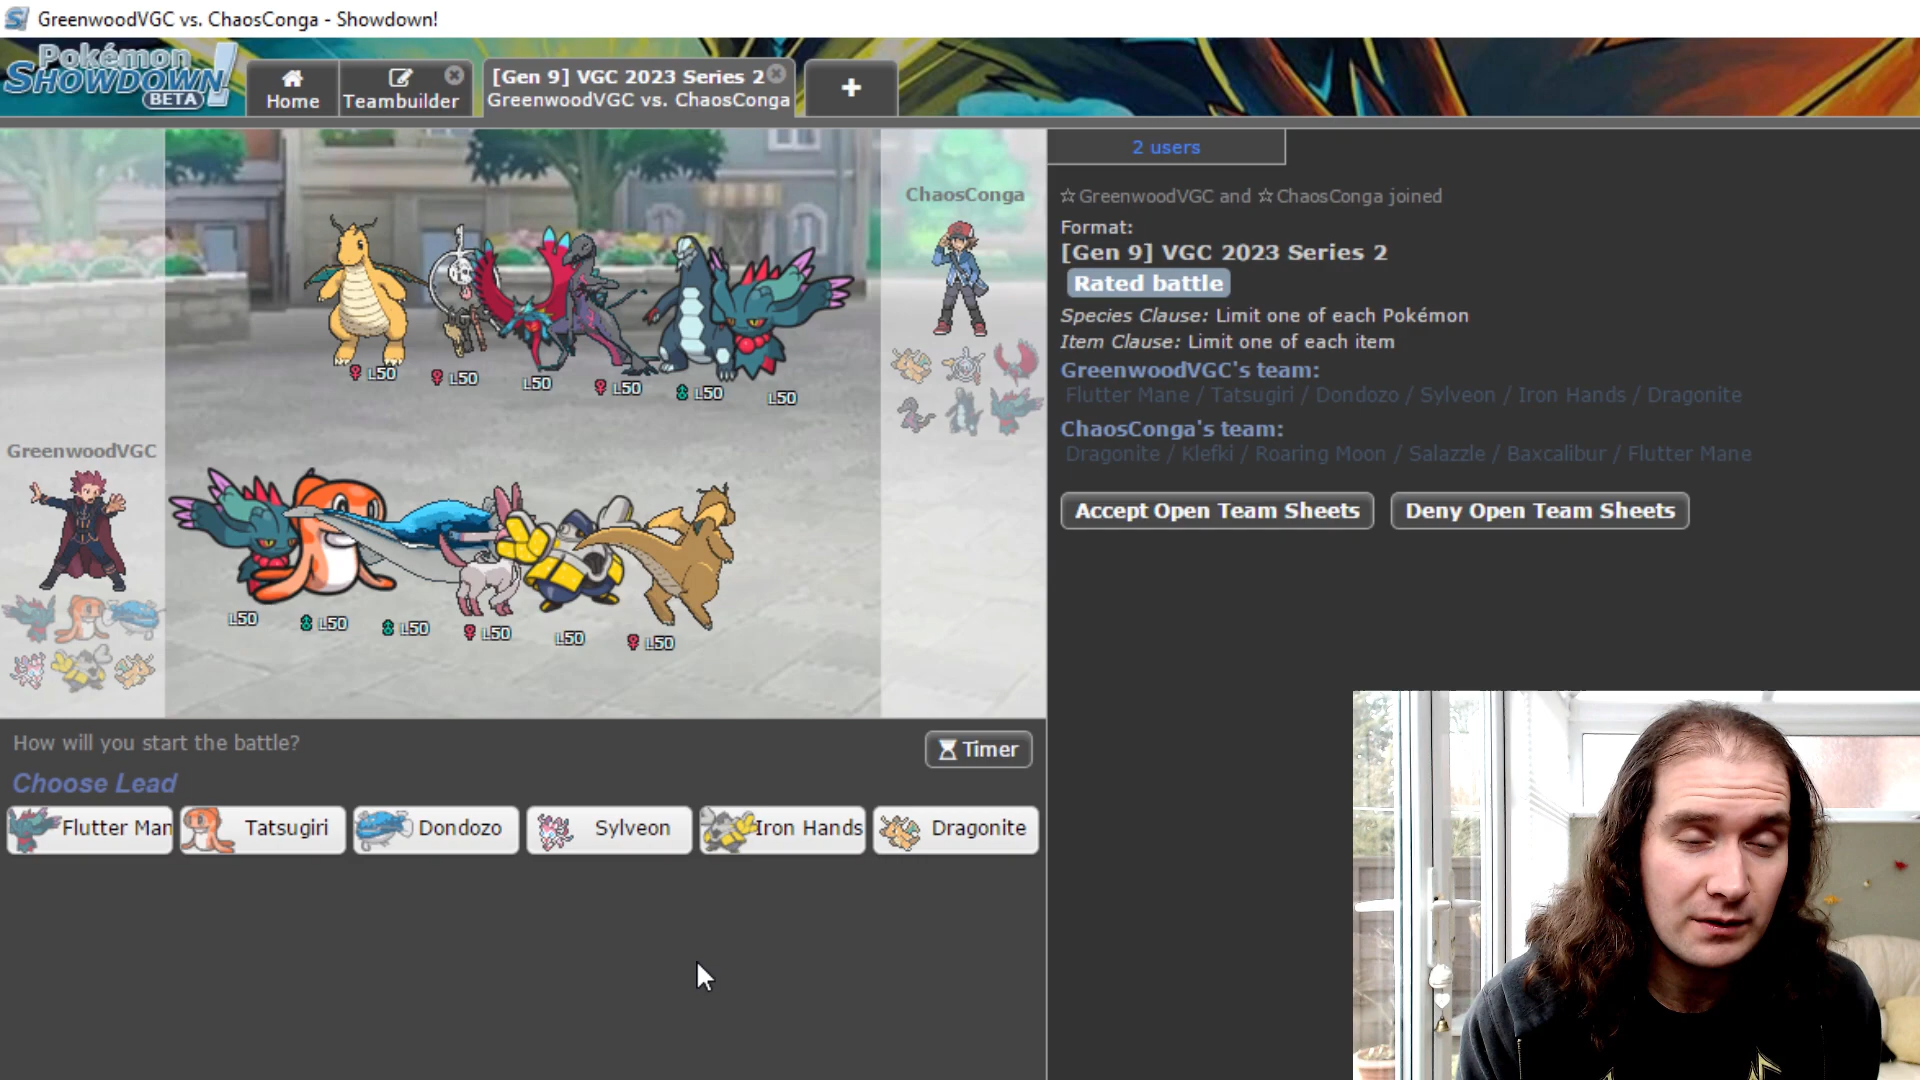 GreenwoodVGC vs. ChaosConga - Showdown!
Pokémon
SHOWDOWN!
BETA
Home
Teambuilder
[Gen 9] VGC 2023 Series 2
GreenwoodVGC vs. ChaosConga
2 users
ChaosConga
☆GreenwoodVGC and ☆ChaosConga joined
Format:
[Gen 9] VGC 2023 Series 2
Rated battle
Species Clause: Limit one of each Pokémon
Item Clause: Limit one of each item
GreenwoodVGC's team:
Flutter Mane / Tatsugiri / Dondozo / Sylveon / Iron Hands / Dragonite
ChaosConga's team:
Dragonite / Klefki / Roaring Moon / Salazzle / Baxcalibur / Flutter Mane
Accept Open Team Sheets
Deny Open Team Sheets
L50 L50 L50 L50 L50 L50
GreenwoodVGC
L50 L50 L50 L50 L50 L50
How will you start the battle?
Timer
Choose Lead
Flutter Man
Tatsugiri
Dondozo
Sylveon
Iron Hands
Dragonite